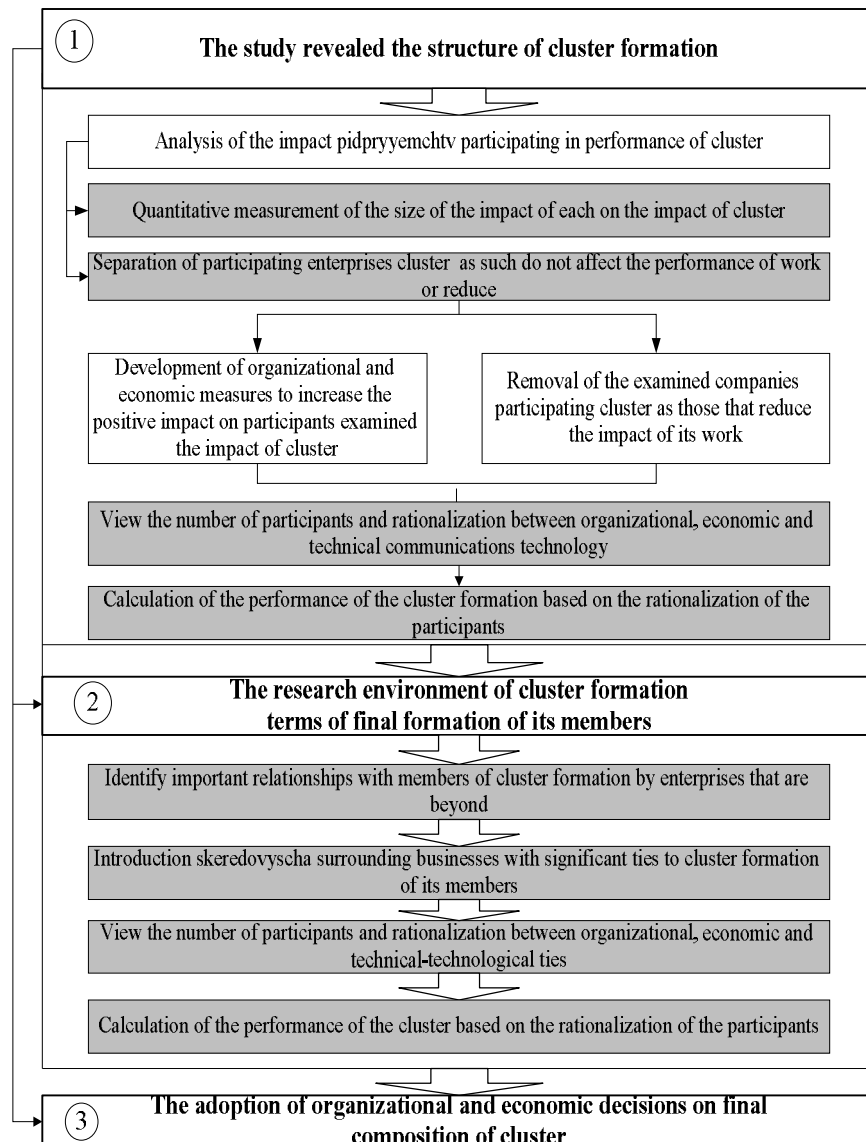 1
The study revealed the structure of cluster formation
Analysis of the impact pidpryyemchtv participating in performance of cluster
Quantitative measurement of the size of the impact of each on the impact of cluster
Separation of participating enterprises cluster as such do not affect the performance of work
or reduce
Development of organizational and
economic measures to increase the
positive impact on participants examined
the impact of cluster
Removal of the examined companies
participating cluster as those that reduce
the impact of its work
View the number of participants and rationalization between organizational, economic and
technical communications technology
Calculation of the performance of the cluster formation based on the rationalization of the
participants
2
The research environment of cluster formation
terms of final formation of its members
Identify important relationships with members of cluster formation by enterprises that are
beyond
Introduction skeredovyscha surrounding businesses with significant ties to cluster formation
of its members
View the number of participants and rationalization between organizational, economic and
technical-technological ties
Calculation of the performance of the cluster based on the rationalization of the participants
3
The adoption of organizational and economic decisions on final
composition of cluster